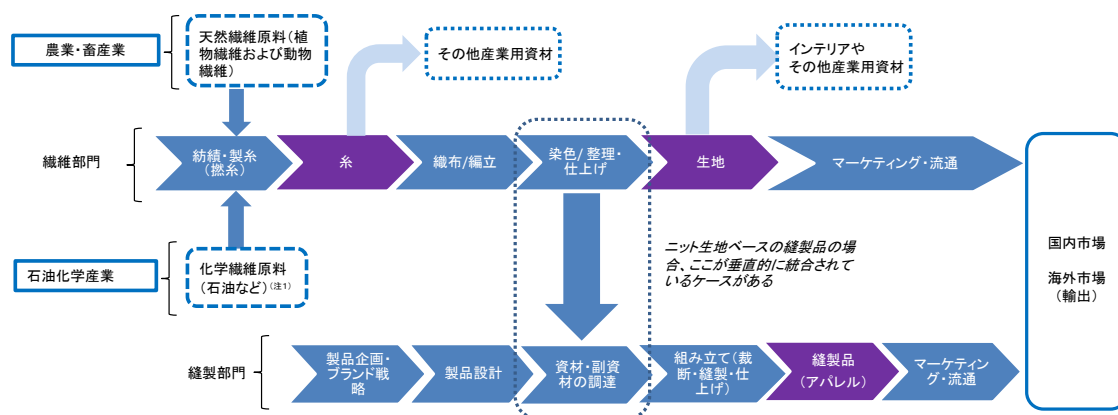 農業・畜産業
天然繊維原料(植
物繊維および動物
繊維)
その他産業用資材
インテリアや
その他産業用資材
繊維部門
紡績・製糸
(撚糸)
糸
織布/編立
染色/整理・
仕上げ
生地
マーケティング・流通
石油化学産業
化学繊維原料
(石油など)(注1)
ニット生地ベースの縫製品の場
合、ここが垂直的に統合されて
いるケースがある
国内市場
海外市場
(輸出)
縫製部門
製品企画・
ブランド戦
略
製品設計
資材・副資
材の調達
組み立て(裁
断・縫製・仕
上げ)
縫製品
(アパレル)
マーケティ
ング・流通